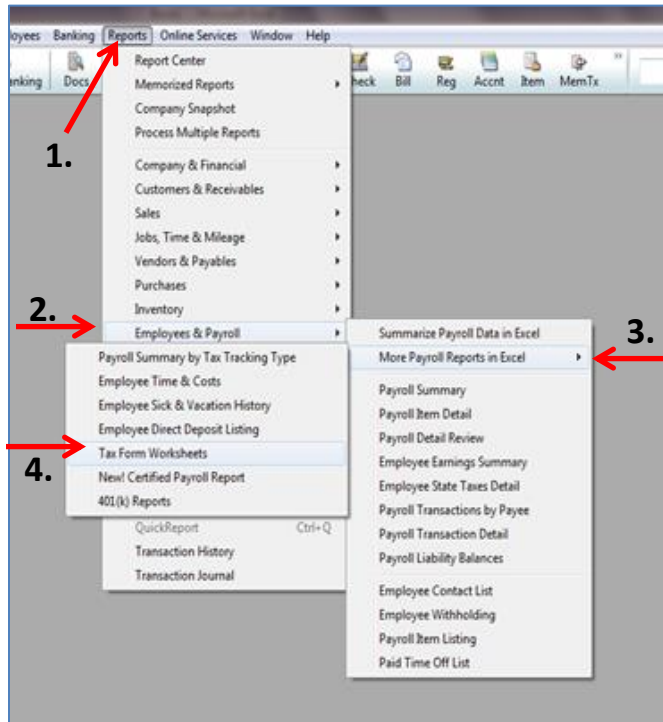 oyees Banking Reports Online Services Window Help
anking Docs heck Bill Reg Accnt Item MemTx »
1.
Report Center
Memorized Reports
Company Snapshot
Process Multiple Reports
Company & Financial
Customers & Receivables
Sales
Jobs, Time & Mileage
Vendors & Payables
Purchases
Inventory
2.
Employees & Payroll
Summarize Payroll Data in Excel
3.
More Payroll Reports in Excel
Payroll Summary by Tax Tracking Type
Employee Time & Costs
Employee Sick & Vacation History
Employee Direct Deposit Listing
4.
Tax Form Worksheets
New! Certified Payroll Report
401(k) Reports
QuickReport Ctrl+Q
Transaction History
Transaction Journal
Payroll Summary
Payroll Item Detail
Payroll Detail Review
Employee Earnings Summary
Employee State Taxes Detail
Payroll Transactions by Payee
Payroll Transaction Detail
Payroll Liability Balances
Employee Contact List
Employee Withholding
Payroll Item Listing
Paid Time Off List